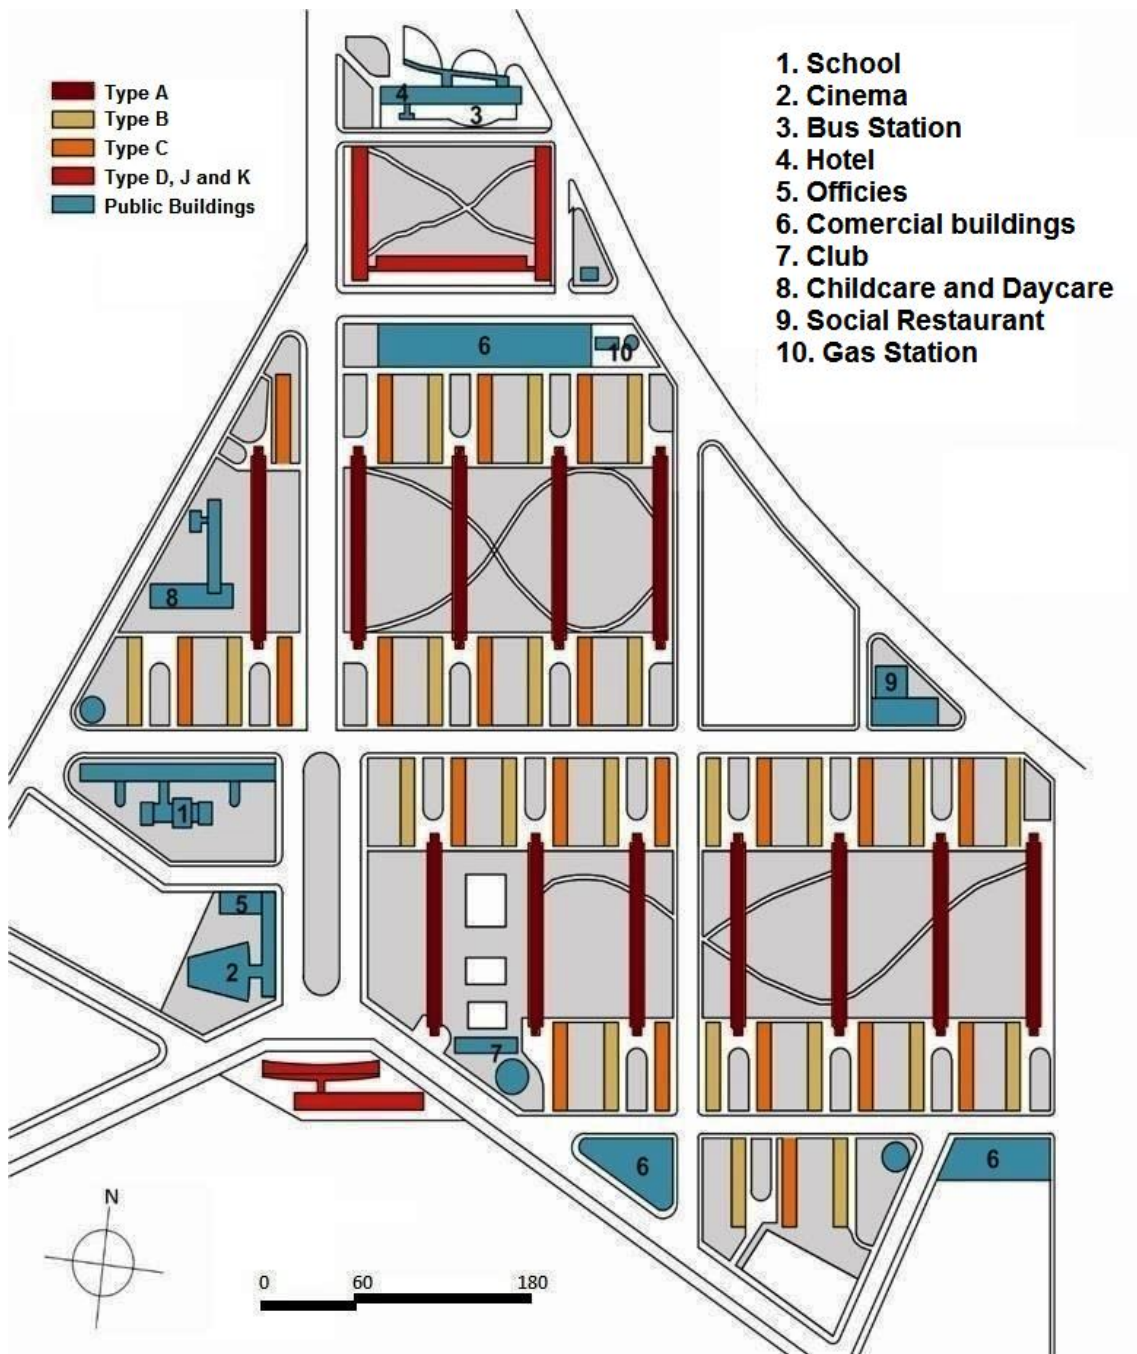 Type A
Type B
Type C
Type D, J and K
Public Buildings
1. School
2. Cinema
3. Bus Station
4. Hotel
5. Officies
6. Comercial buildings
7. Club
8. Childcare and Daycare
9. Social Restaurant
10. Gas Station
4
3
6
10
8
9
1
5
2
7
6
6
N
0 60 180